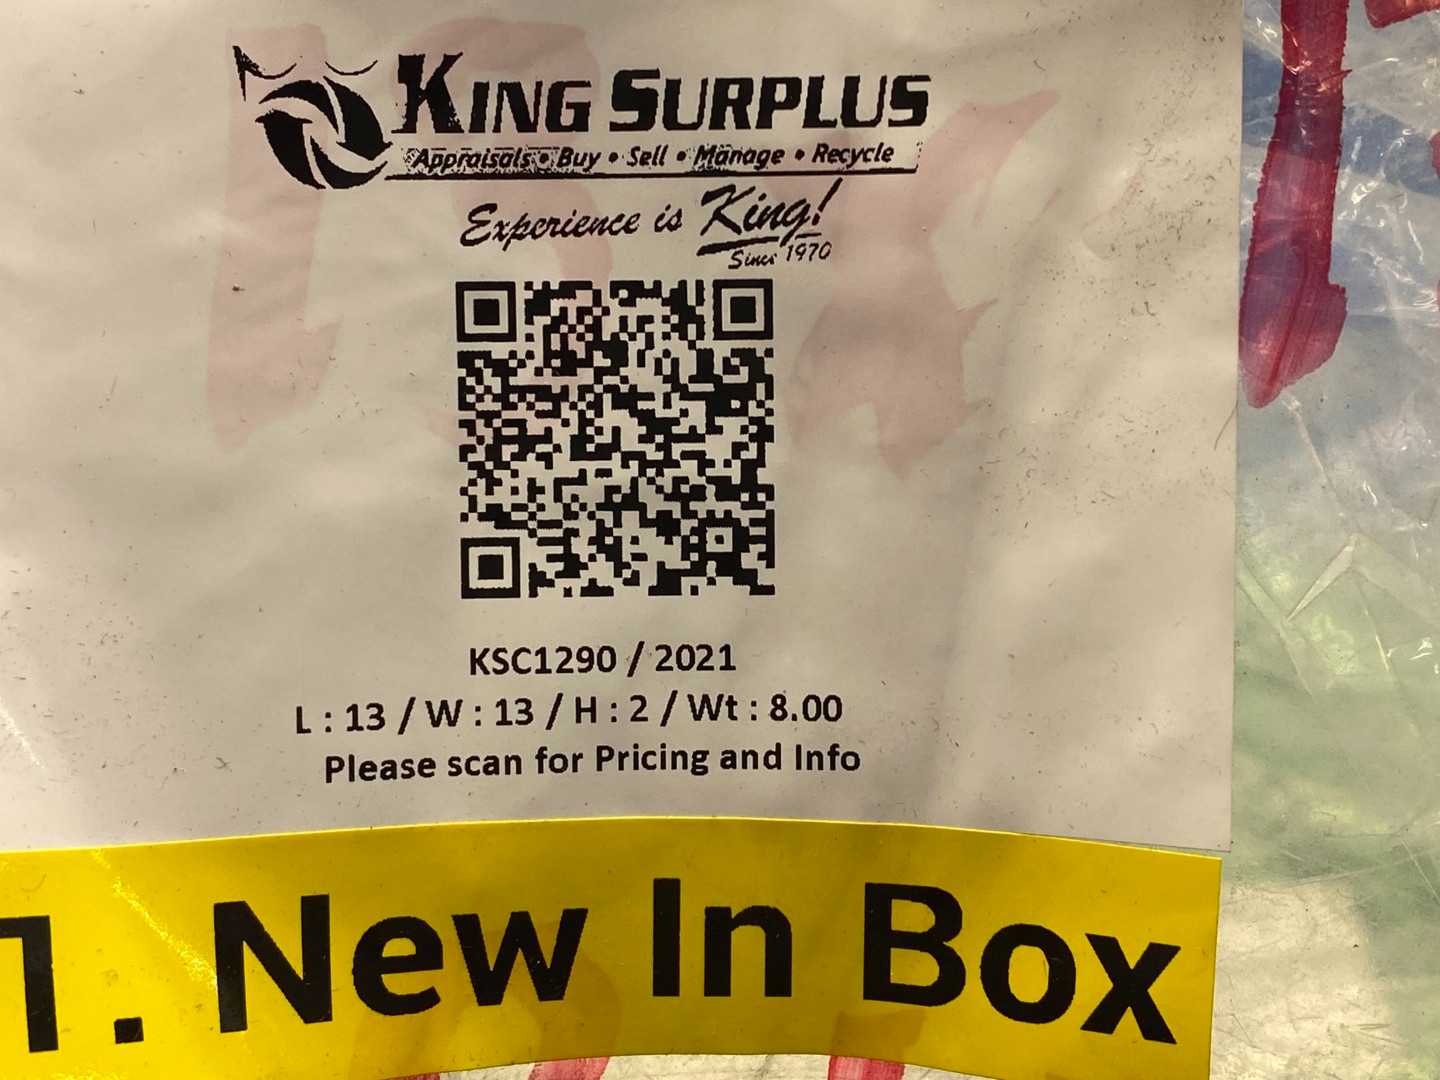 KING SURPLUS
Appraisals • Buy • Sell • Manage • Recycle
Experience is King!
Since 1970
KSC1290 / 2021
L : 13 / W : 13 / H : 2 / Wt : 8.00
Please scan for Pricing and Info
1. New In Box